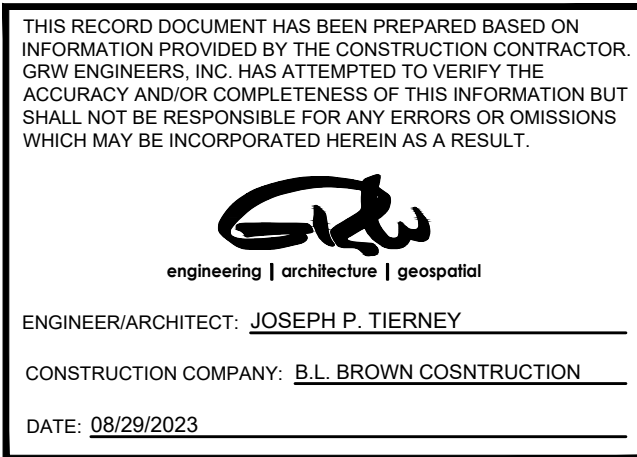 THIS RECORD DOCUMENT HAS BEEN PREPARED BASED ON
INFORMATION PROVIDED BY THE CONSTRUCTION CONTRACTOR.
GRW ENGINEERS, INC. HAS ATTEMPTED TO VERIFY THE
ACCURACY AND/OR COMPLETENESS OF THIS INFORMATION BUT
SHALL NOT BE RESPONSIBLE FOR ANY ERRORS OR OMISSIONS
WHICH MAY BE INCORPORATED HEREIN AS A RESULT.
GRW
engineering | architecture | geospatial
ENGINEER/ARCHITECT: JOSEPH P. TIERNEY
CONSTRUCTION COMPANY: B.L. BROWN COSNTRUCTION
DATE: 08/29/2023